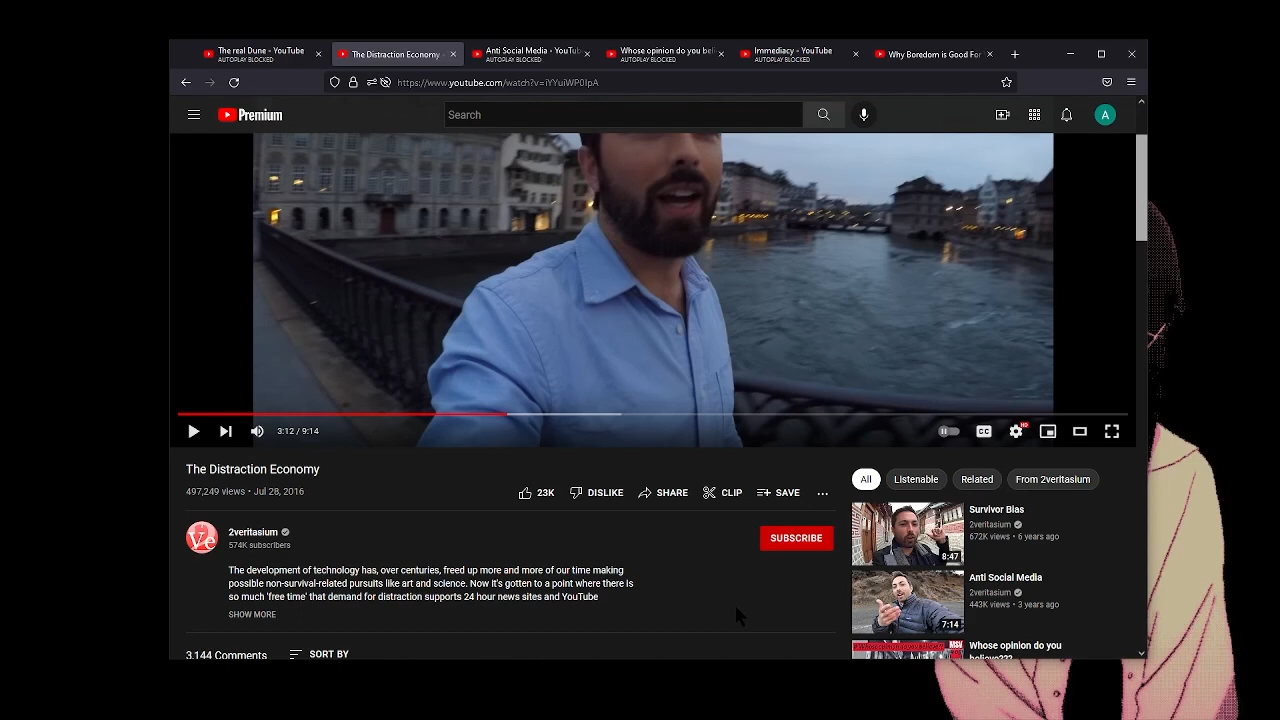 The real Dune - YouTube
AUTOPLAY BLOCKED
The Distraction Economy -
Anti Social Media - YouTub
AUTOPLAY BLOCKED
Whose opinion do you beli
AUTOPLAY BLOCKED
Immediacy - YouTube
AUTOPLAY BLOCKED
Why Boredom is Good For
https://www.youtube.com/watch?v=iYYuiWP0IpA
Premium
Search
A
3:12 / 9:14
CC
HD
The Distraction Economy
497,249 views • Jul 28, 2016
23K
DISLIKE
SHARE
CLIP
SAVE
Ve
2veritasium
574K subscribers
SUBSCRIBE
The development of technology has, over centuries, freed up more and more of our time making
possible non-survival-related pursuits like art and science. Now it's gotten to a point where there is
so much 'free time' that demand for distraction supports 24 hour news sites and YouTube
SHOW MORE
3,144 Comments
SORT BY
All
Listenable
Related
From 2veritasium
Survivor Bias
2veritasium
672K views • 6 years ago
8:47
Anti Social Media
2veritasium
443K views • 3 years ago
7:14
Whose opinion do you
believe???